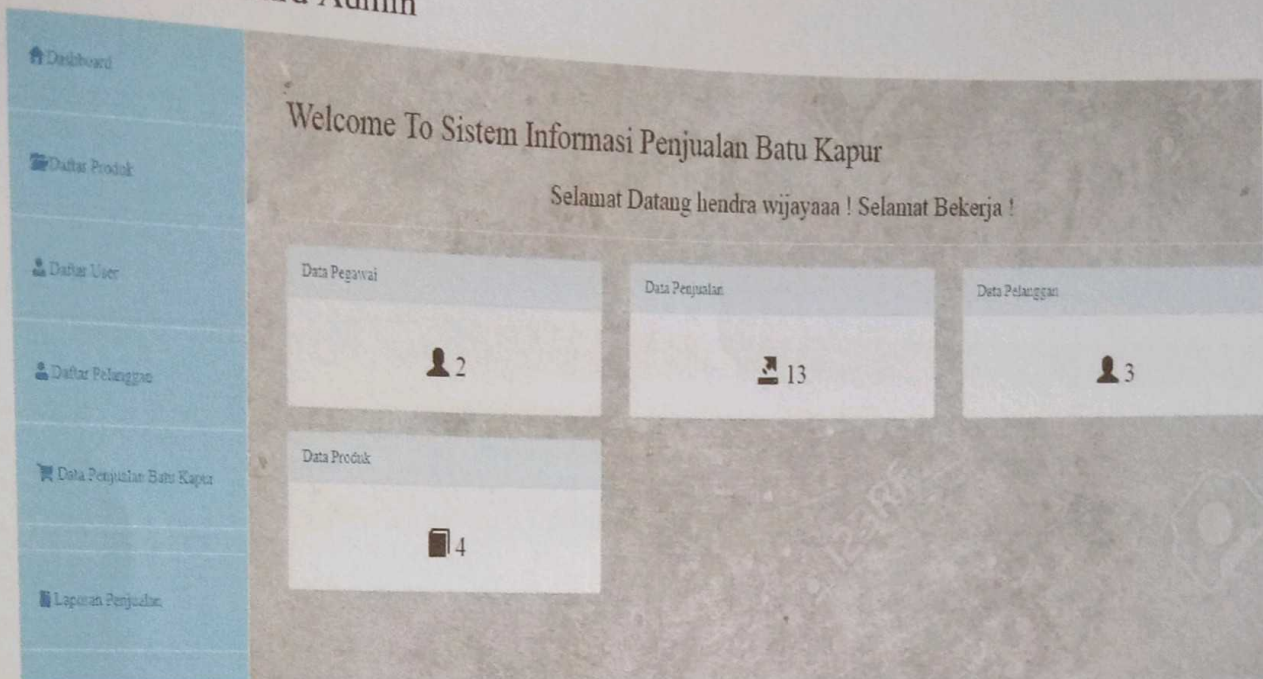 Admin
Dashboard
Daftar Produk
Daftar User
Daftar Pelanggan
Data Penjualan Batu Kapur
Laporan Penjualan
Welcome To Sistem Informasi Penjualan Batu Kapur
Selamat Datang hendra wijayaaa ! Selamat Bekerja !
Data Pegawai
2
Data Penjualan
13
Data Pelanggan
3
Data Produk
4